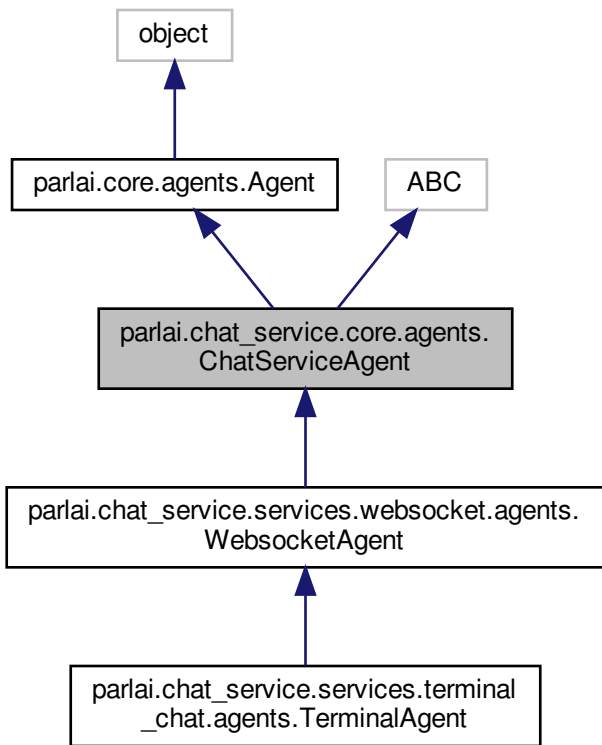 object
parlai.core.agents.Agent
ABC
parlai.chat_service.core.agents.
ChatServiceAgent
parlai.chat_service.services.websocket.agents.
WebsocketAgent
parlai.chat_service.services.terminal
_chat.agents.TerminalAgent